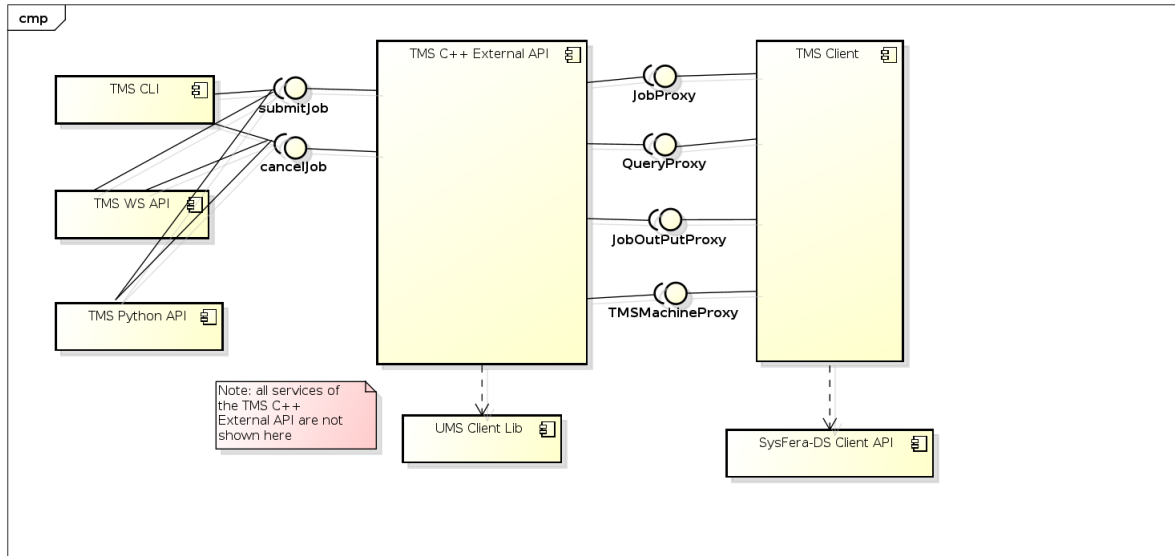 cmp
TMS C++ External API
TMS Client
TMS CLI
submitJob
JobProxy
cancelJob
QueryProxy
TMS WS API
JobOutPutProxy
TMS Python API
TMSMachineProxy
Note: all services of
the TMS C++
External API are not
shown here
UMS Client Lib
SysFera-DS Client API